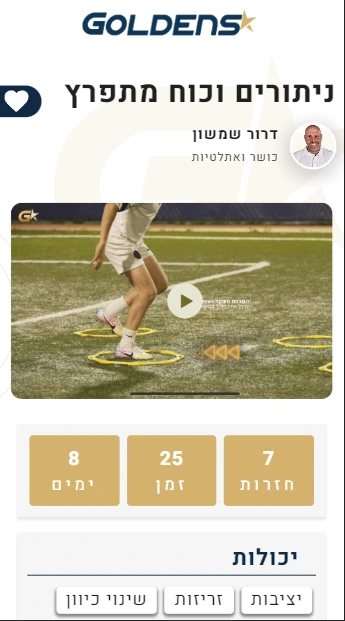 GOLDENS
ניתורים וכוח מתפרץ
דרור שמשון
כושר ואתלטיות
7
חזרות
25
זמן
8
ימים
יכולות
יציבות
זריזות
שינוי כיוון